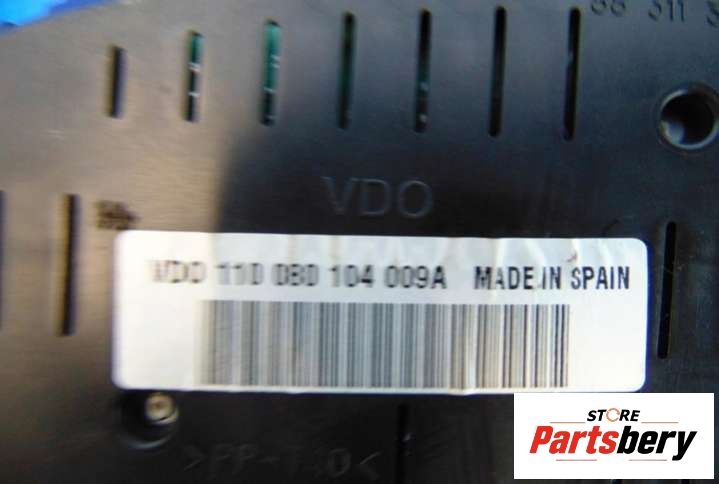 VDO
VDO 110 080 104 009A MADE IN SPAIN
STORE
Partsbery